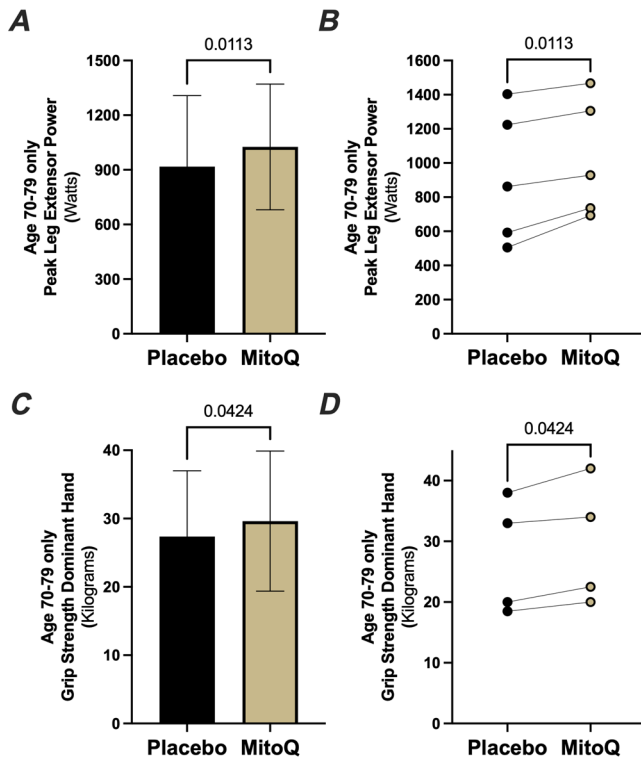 A
0.0113
Age 70-79 only
Peak Leg Extensor Power
(Watts)
1500
1200
900
600
300
0
Placebo
MitoQ
B
0.0113
Age 70-79 only
Peak Leg Extensor Power
(Watts)
1600
1400
1200
1000
800
600
400
200
0
Placebo
MitoQ
C
0.0424
Age 70-79 only
Grip Strength Dominant Hand
(Kilograms)
40
30
20
10
0
Placebo
MitoQ
D
0.0424
Age 70-79 only
Grip Strength Dominant Hand
(Kilograms)
40
30
20
10
0
Placebo
MitoQ